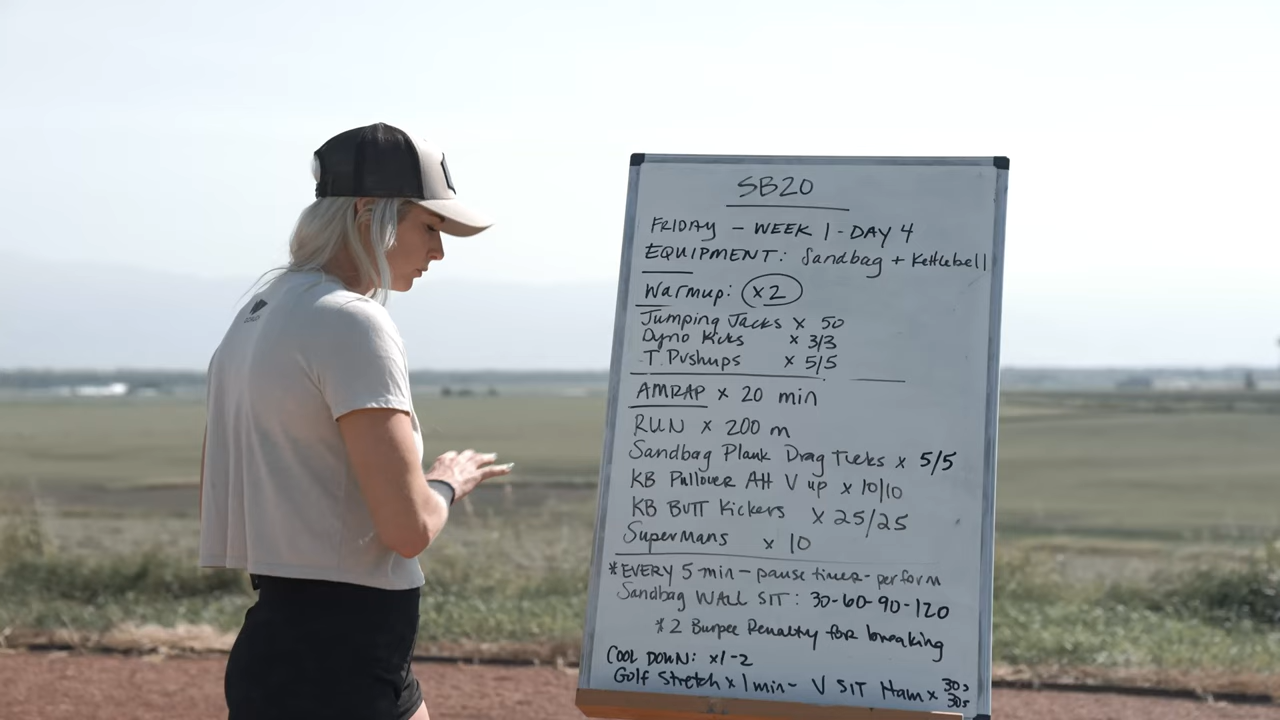 SB20
FRIDAY - WEEK 1 - DAY 4
EQUIPMENT: Sandbag + Kettlebell
Warmup: x2
Jumping Jacks x 50
Dyno Kicks x 3/3
T. Pushups x 5/5
AMRAP x 20 min
RUN x 200 m
Sandbag Plank Drag Tucks x 5/5
KB Pullover Alt V up x 10/10
KB BUTT Kickers x 25/25
Supermans x 10
*EVERY 5-min - pause timer - perform
Sandbag WALL SIT: 30-60-90-120
*2 Burpee Penalty for breaking
COOL DOWN: x1-2
Golf Stretch x 1 min - V SIT Ham x 30s
30s